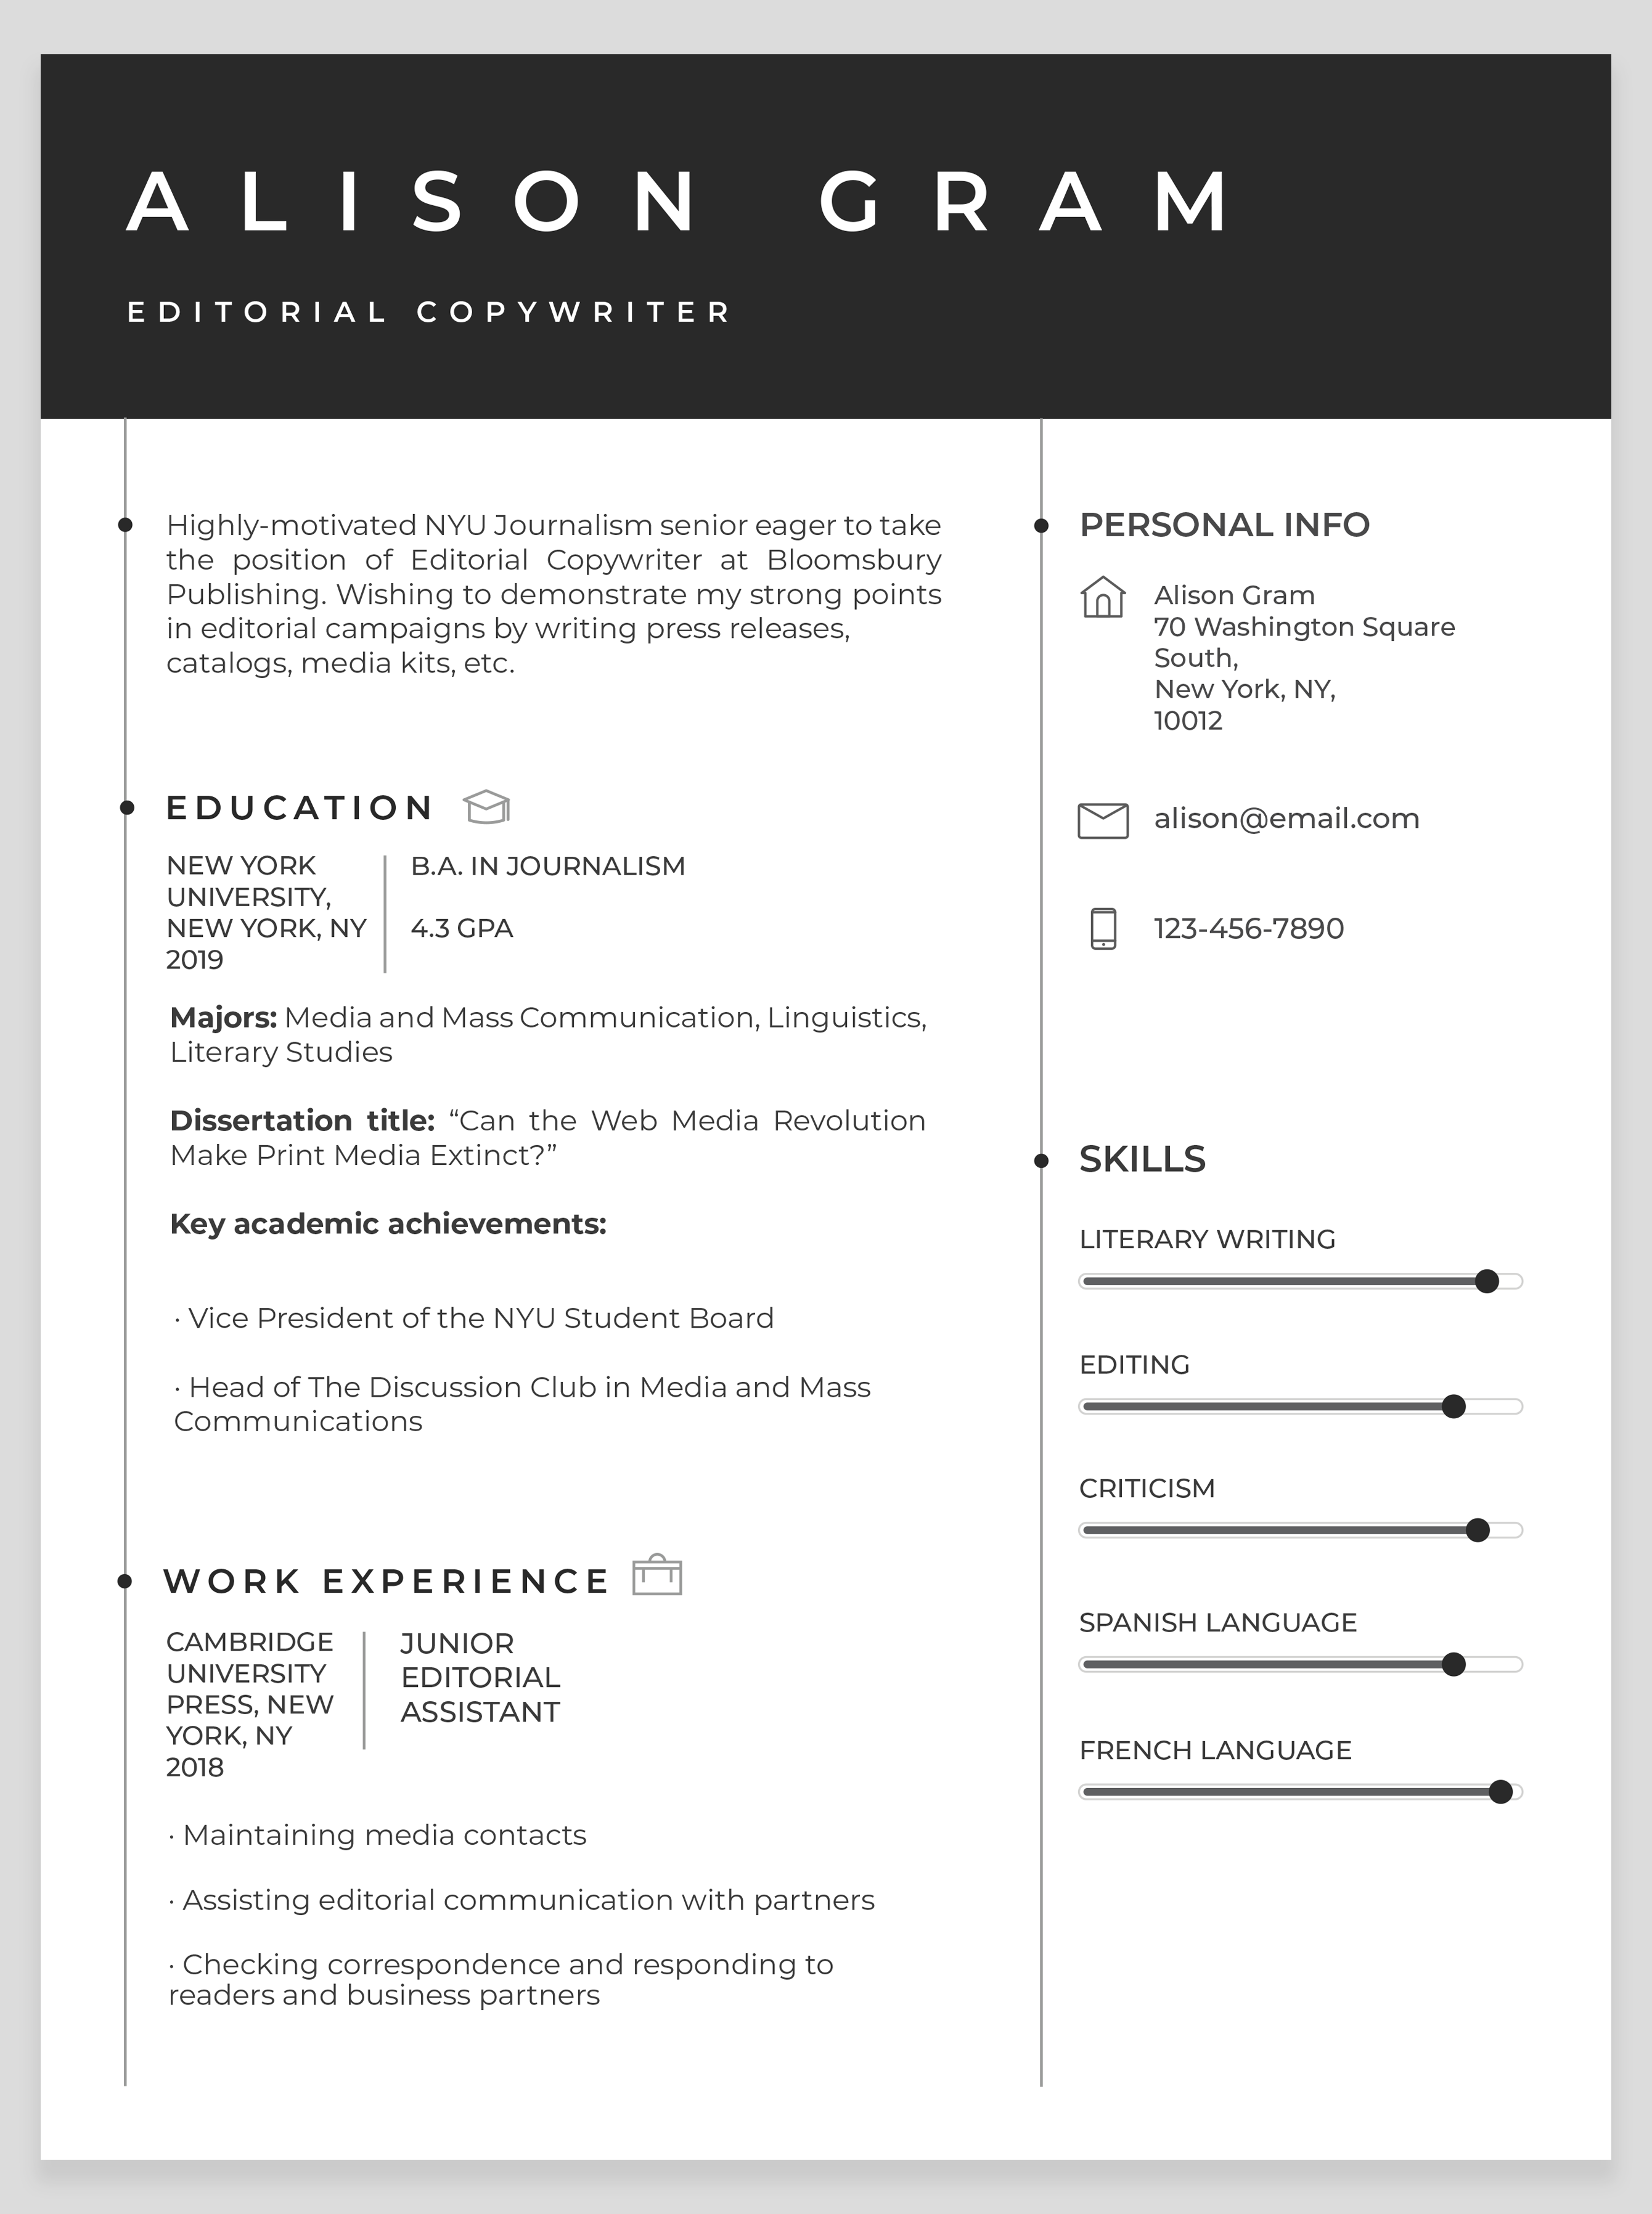 ALISON GRAM
EDITORIAL COPYWRITER
Highly-motivated NYU Journalism senior eager to take
the position of Editorial Copywriter at Bloomsbury
Publishing. Wishing to demonstrate my strong points
in editorial campaigns by writing press releases,
catalogs, media kits, etc.
EDUCATION
NEW YORK
UNIVERSITY,
NEW YORK, NY
2019
B.A. IN JOURNALISM
4.3 GPA
Majors: Media and Mass Communication, Linguistics,
Literary Studies
Dissertation title: “Can the Web Media Revolution
Make Print Media Extinct?”
Key academic achievements:
· Vice President of the NYU Student Board
· Head of The Discussion Club in Media and Mass
Communications
WORK EXPERIENCE
CAMBRIDGE
UNIVERSITY
PRESS, NEW
YORK, NY
2018
JUNIOR
EDITORIAL
ASSISTANT
· Maintaining media contacts
· Assisting editorial communication with partners
· Checking correspondence and responding to
readers and business partners
PERSONAL INFO
Alison Gram
70 Washington Square
South,
New York, NY,
10012
alison@email.com
123-456-7890
SKILLS
LITERARY WRITING
EDITING
CRITICISM
SPANISH LANGUAGE
FRENCH LANGUAGE